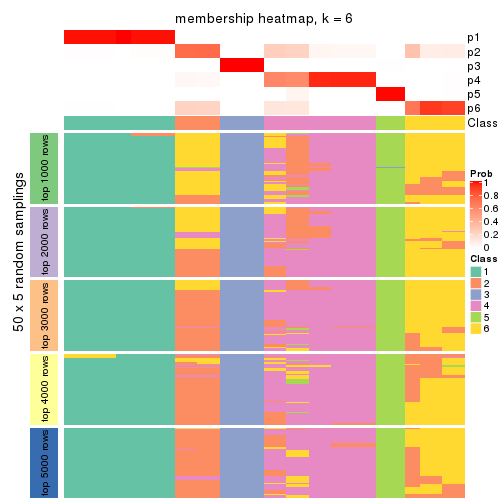 membership heatmap, k = 6
p1
p2
p3
p4
p5
p6
Class
50 x 5 random samplings
top 1000 rows
top 2000 rows
top 3000 rows
top 4000 rows
top 5000 rows
Prob
1
0.8
0.6
0.4
0.2
0
Class
1
2
3
4
5
6